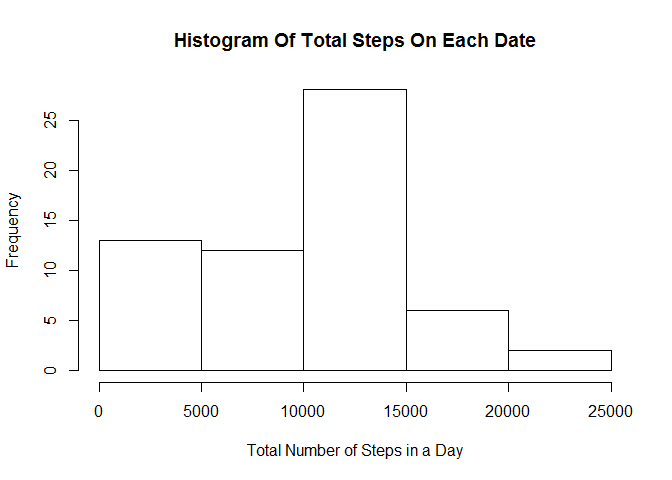 Histogram Of Total Steps On Each Date
Frequency
25
20
15
10
5
0
0 5000 10000 15000 20000 25000
Total Number of Steps in a Day